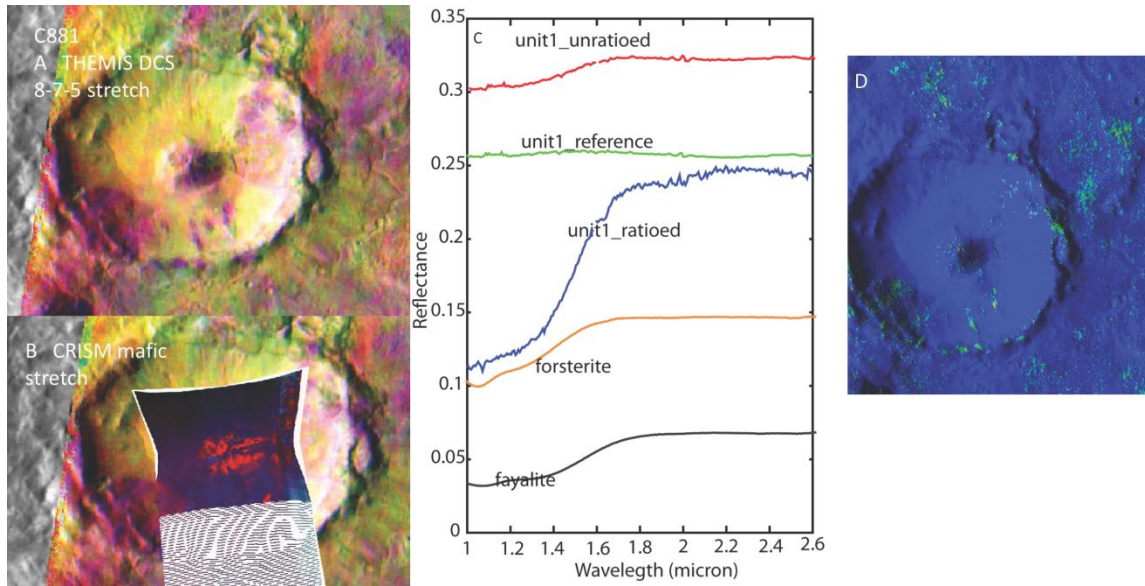 C881
A THEMIS DCS
8-7-5 stretch
B CRISM mafic
stretch
C
0.35
0.3
0.25
0.2
0.15
0.1
0.05
0
Reflectance
unit1_unratioed
unit1_reference
unit1_ratioed
forsterite
fayalite
1 1.2 1.4 1.6 1.8 2 2.2 2.4 2.6
Wavelegth (micron)
D